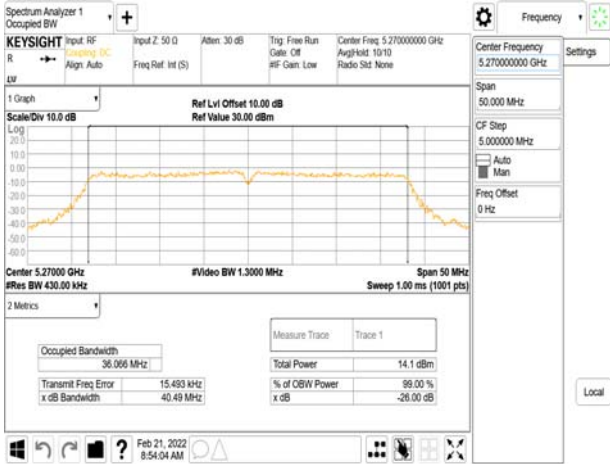 Spectrum Analyzer 1
Occupied BW
KEYSIGHT
R
Input: RF
Coupling: DC
Align: Auto
Input Z: 50 Ω
Freq Ref: Int (S)
Atten: 30 dB
Trig: Free Run
Gate: Off
#IF Gain: Low
Center Freq: 5.270000000 GHz
Avg|Hold: 10/10
Radio Std: None
1 Graph
Scale/Div 10.0 dB
Ref Lvl Offset 10.00 dB
Ref Value 30.00 dBm
Log
20.0
10.0
0.00
-10.0
-20.0
-30.0
-40.0
-50.0
-60.0
Center 5.27000 GHz
#Res BW 430.00 kHz
#Video BW 1.3000 MHz
Span 50 MHz
Sweep 1.00 ms (1001 pts)
2 Metrics
Measure Trace Trace 1
Occupied Bandwidth
36.066 MHz
Total Power 14.1 dBm
Transmit Freq Error 15.493 kHz
% of OBW Power 99.00 %
x dB Bandwidth 40.49 MHz
x dB -26.00 dB
Feb 21, 2022
8:54:04 AM
Frequency
Settings
Center Frequency
5.270000000 GHz
Span
50.000 MHz
CF Step
5.000000 MHz
Auto
Man
Freq Offset
0 Hz
Local